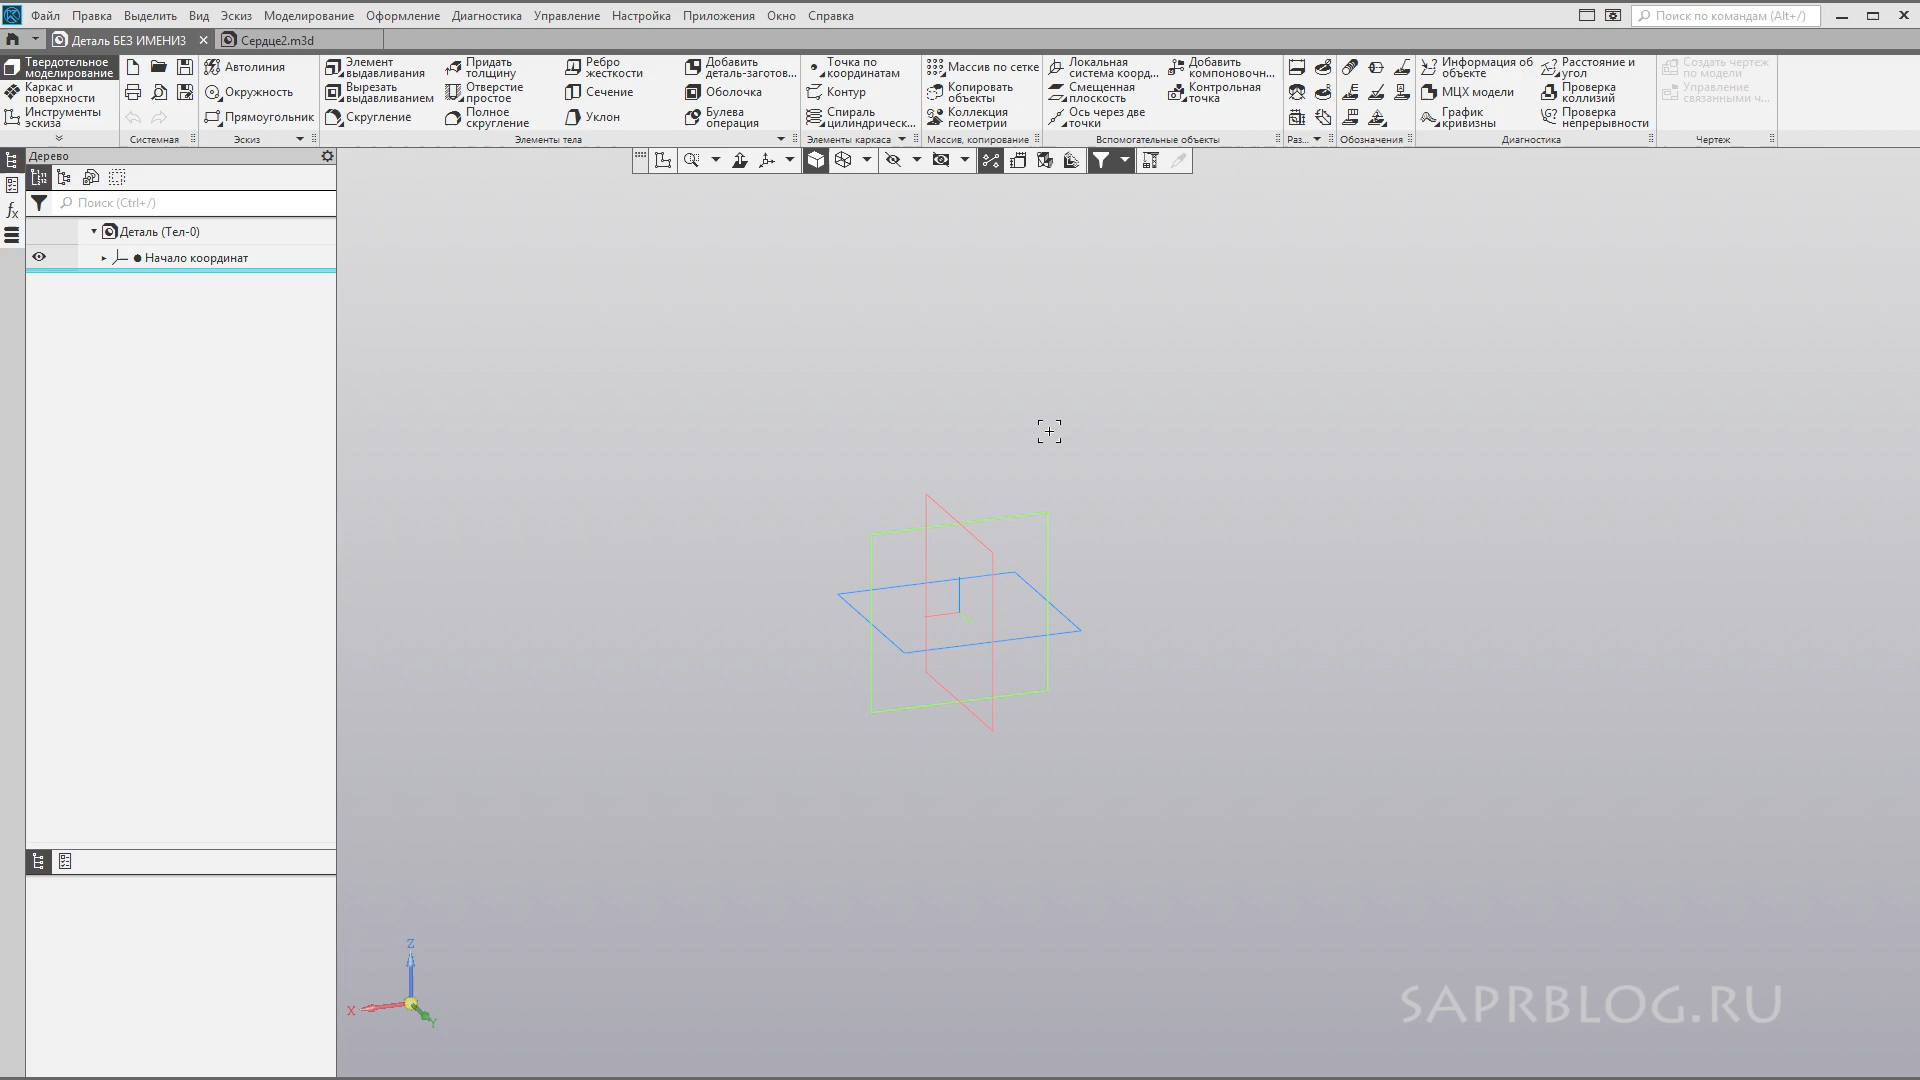 Файл Правка Выделить Вид Эскиз Моделирование Оформление Диагностика Управление Настройка Приложения Окно Справка
Поиск по командам (Alt+/)
Деталь БЕЗ ИМЕНИ3
Сердце2.m3d
Твердотельное
моделирование
Каркас и
поверхности
Инструменты
эскиза
Системная
Автолиния
Окружность
Прямоугольник
Эскиз
Элемент
выдавливания
Вырезать
выдавливанием
Скругление
Придать
толщину
Отверстие
простое
Полное
скругление
Ребро
жесткости
Сечение
Уклон
Добавить
деталь-заготов...
Оболочка
Булева
операция
Элементы тела
Точка по
координатам
Контур
Спираль
цилиндрическ...
Элементы каркаса
Массив по сетке
Копировать
объекты
Коллекция
геометрии
Массив, копирование
Локальная
система коорд...
Смещенная
плоскость
Ось через две
точки
Добавить
компоновочн...
Контрольная
точка
Вспомогательные объекты
Раз...
Обозначения
Информация об
объекте
МЦХ модели
График
кривизны
Расстояние и
угол
Проверка
коллизий
Проверка
непрерывности
Диагностика
Создать чертеж
по модели
Управление
связанными ч...
Чертеж
Дерево
Поиск (Ctrl+/)
Деталь (Тел-0)
Начало координат
fx
Z
X
Y
SAPRBLOG.RU